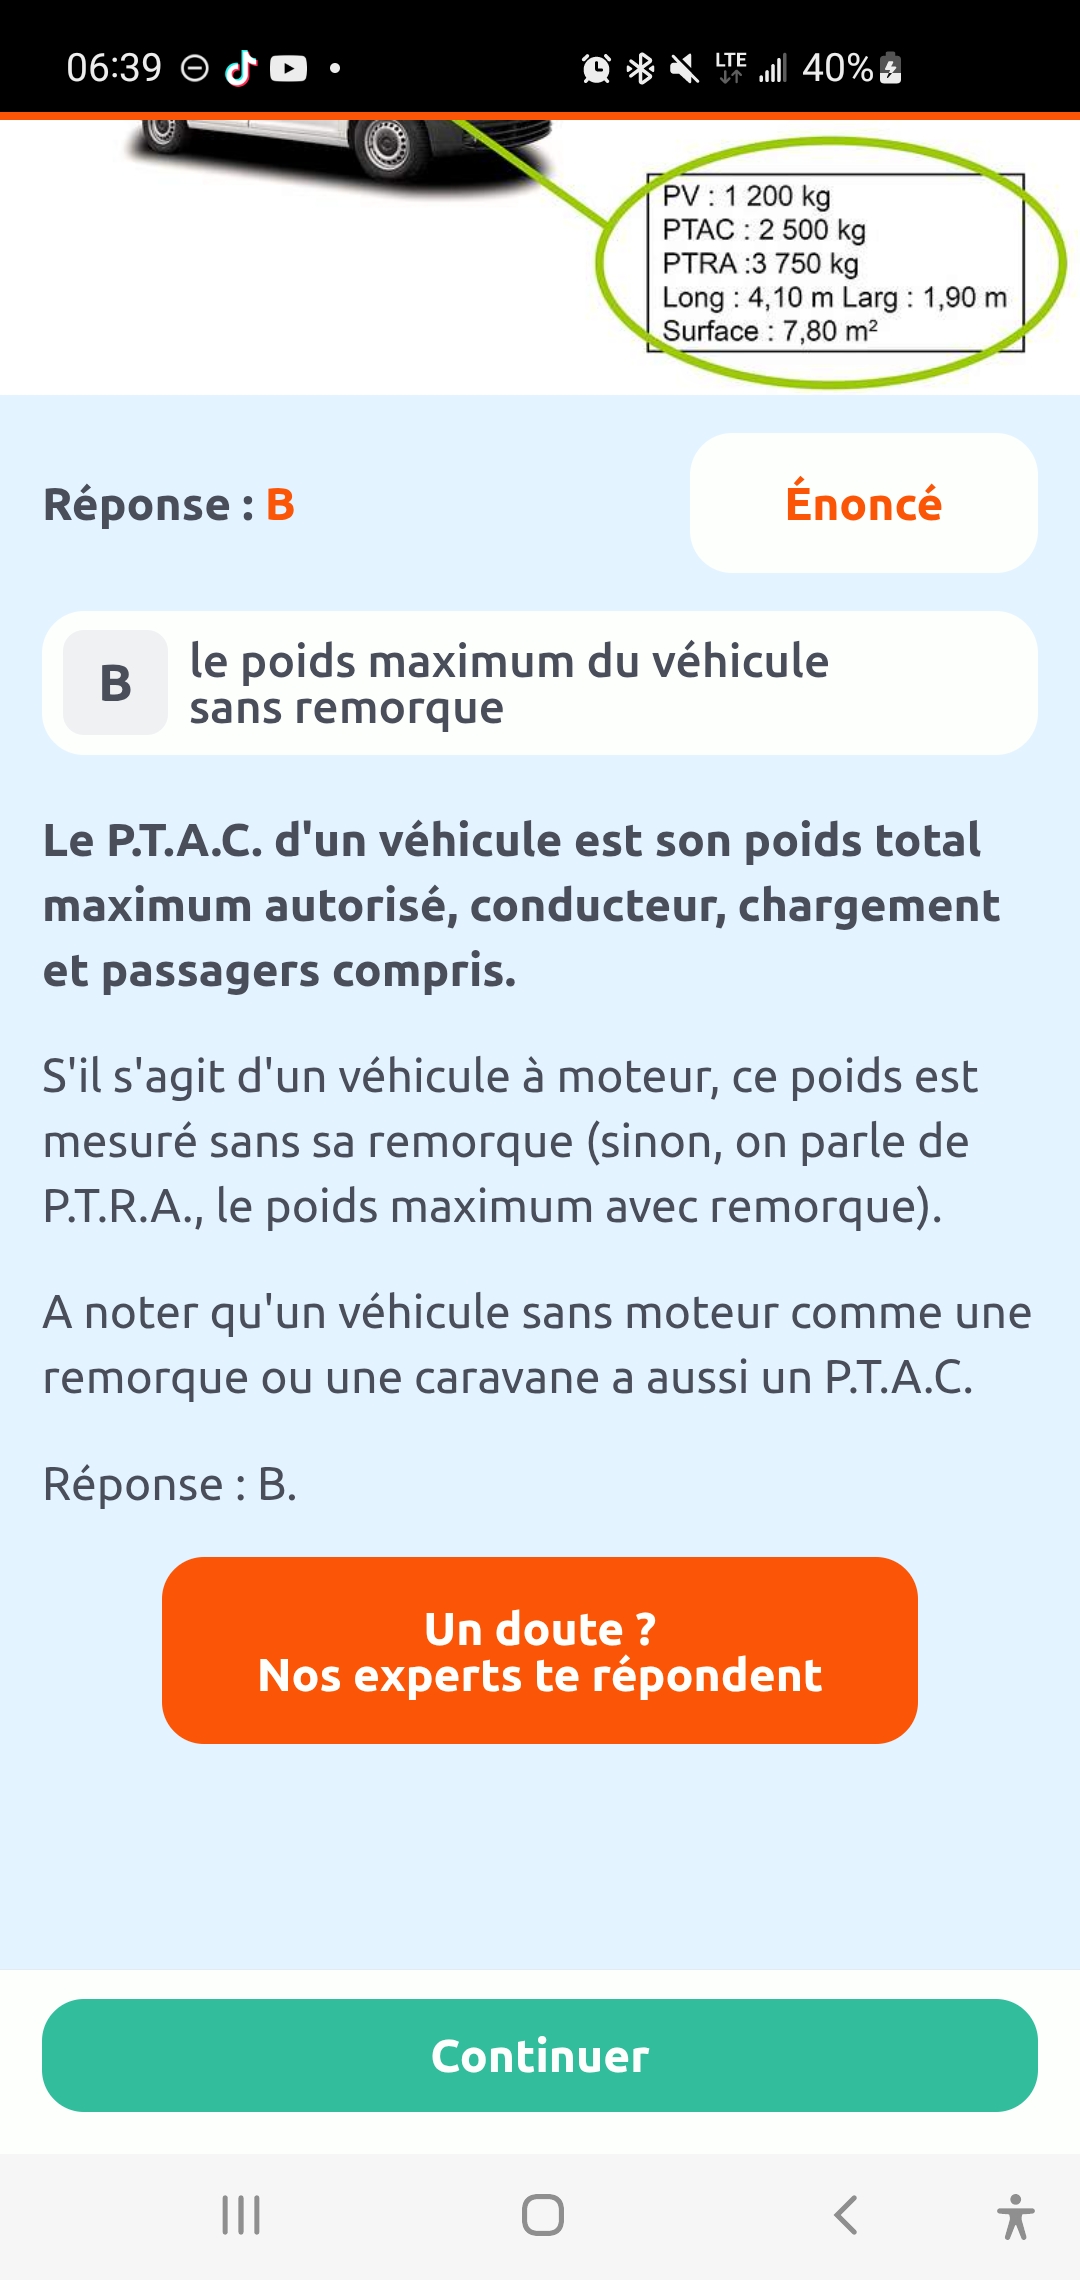 06:39
LTE
40%
PV : 1 200 kg
PTAC : 2 500 kg
PTRA :3 750 kg
Long : 4,10 m Larg : 1,90 m
Surface : 7,80 m²
Réponse : B
Énoncé
B
le poids maximum du véhicule
sans remorque
Le P.T.A.C. d'un véhicule est son poids total
maximum autorisé, conducteur, chargement
et passagers compris.
S'il s'agit d'un véhicule à moteur, ce poids est
mesuré sans sa remorque (sinon, on parle de
P.T.R.A., le poids maximum avec remorque).
A noter qu'un véhicule sans moteur comme une
remorque ou une caravane a aussi un P.T.A.C.
Réponse : B.
Un doute ?
Nos experts te répondent
Continuer